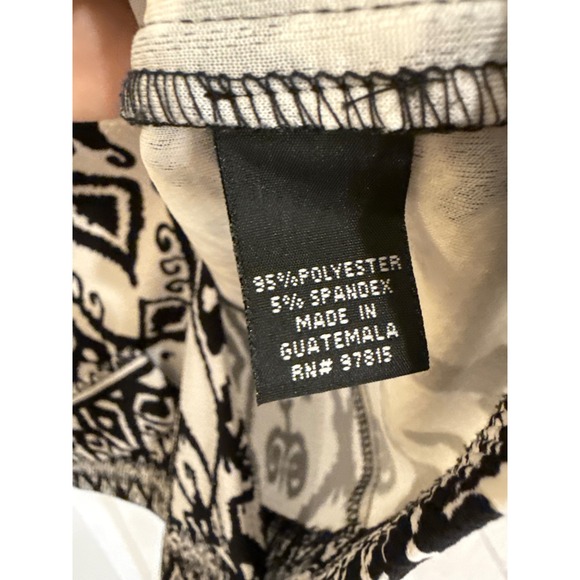 95%POLYESTER
5% SPANDEX
MADE IN
GUATEMALA
RN# 97815